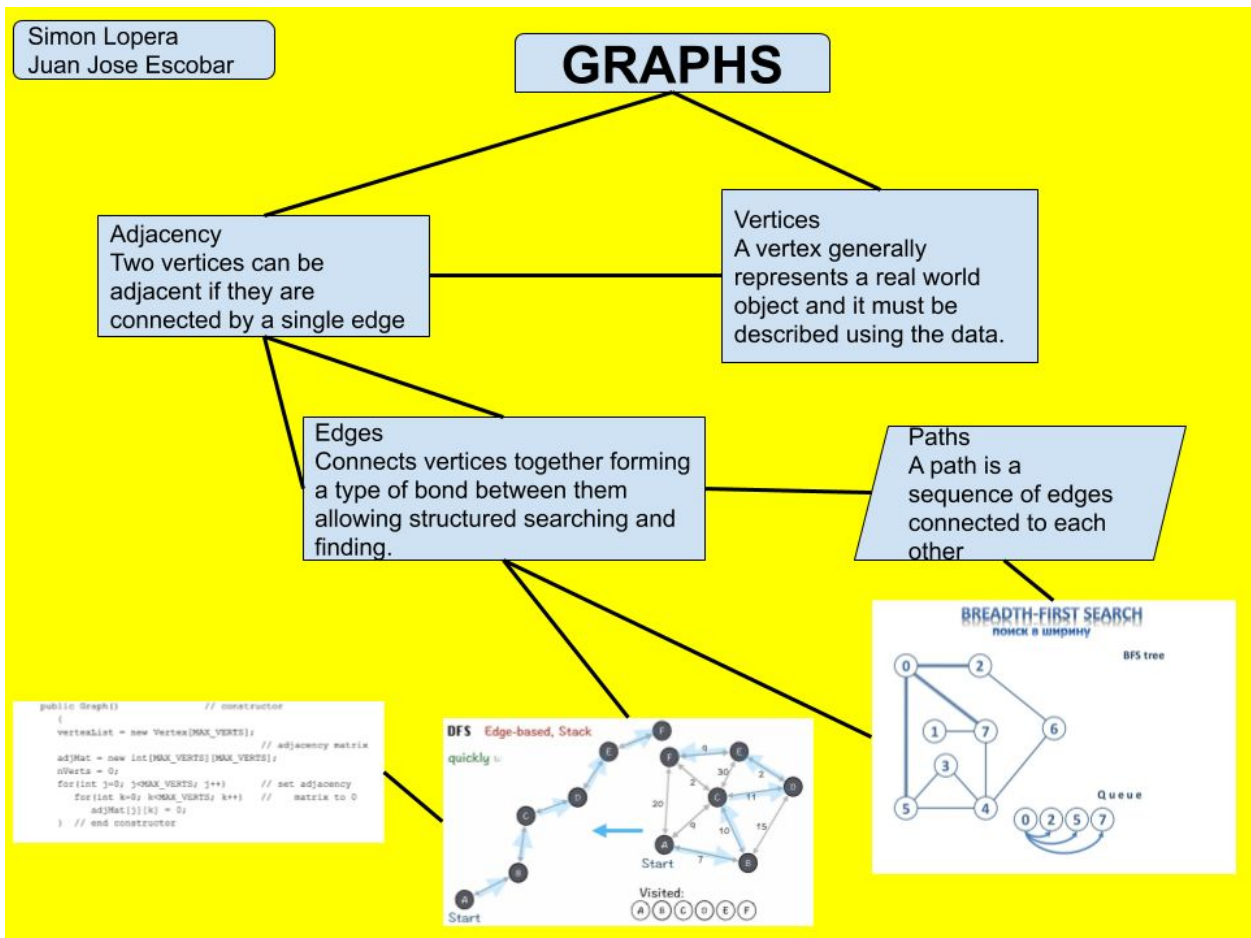 Simon Lopera
Juan Jose Escobar
GRAPHS
Adjacency
Two vertices can be
adjacent if they are
connected by a single edge
Vertices
A vertex generally
represents a real world
object and it must be
described using the data.
Edges
Connects vertices together forming
a type of bond between them
allowing structured searching and
finding.
Paths
A path is a
sequence of edges
connected to each
other
public Graph() // constructor
{
vertexList = new Vertex[MAX_VERTS];
// adjacency matrix
adjMat = new int[MAX_VERTS][MAX_VERTS];
nVerts = 0;
for(int j=0; j<MAX_VERTS; j++) // set adjacency
for(int k=0; k<MAX_VERTS; k++) // matrix to 0
adjMat[j][k] = 0;
} // end constructor
DFS Edge-based, Stack
quickly
F
E
D
C
B
A
Start
F
q
E
30
2
2
D
C
11
20
q
10
15
A
Start
7
B
Visited:
A B C D E F
BREADTH-FIRST SEARCH
поиск в ширину
BFS tree
0
2
1
7
6
3
5
4
Queue
0 2 5 7